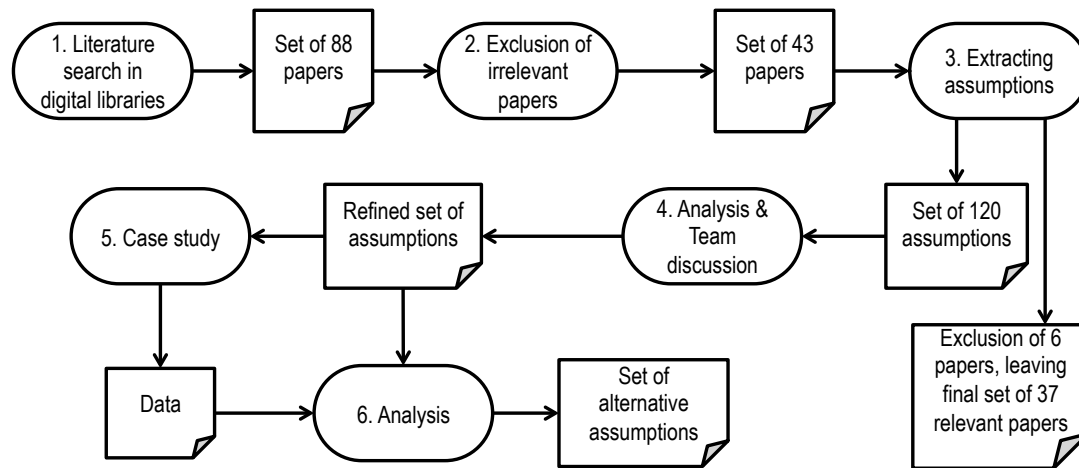 1. Literature
search in
digital libraries
Set of 88
papers
2. Exclusion of
irrelevant
papers
Set of 43
papers
3. Extracting
assumptions
5. Case study
Refined set of
assumptions
4. Analysis &
Team
discussion
Set of 120
assumptions
Data
6. Analysis
Set of
alternative
assumptions
Exclusion of 6
papers, leaving
final set of 37
relevant papers